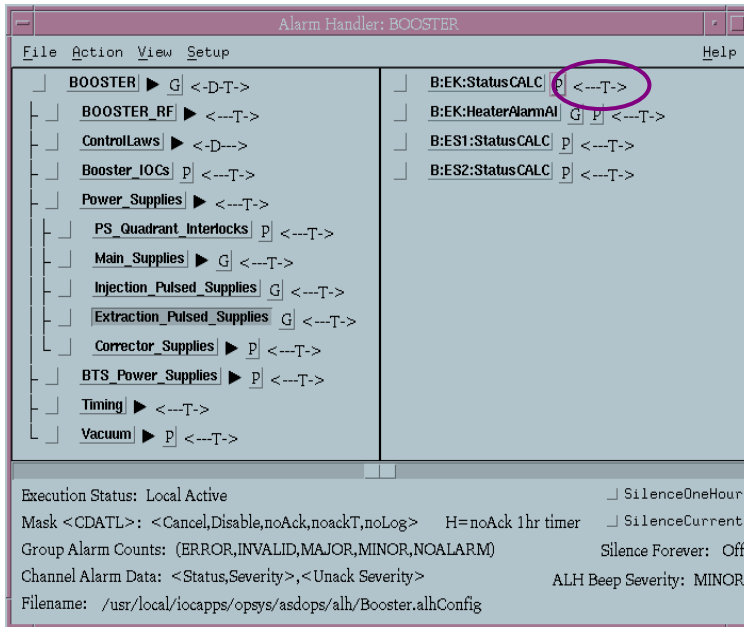 Alarm Handler: BOOSTER
File Action View Setup Help
BOOSTER G <-D-T->
BOOSTER_RF <---T->
ControlLaws <-D--->
Booster_IOCs P <---T->
Power_Supplies <---T->
PS_Quadrant_Interlocks P <---T->
Main_Supplies G <---T->
Injection_Pulsed_Supplies G <---T->
Extraction_Pulsed_Supplies G <---T->
Corrector_Supplies P <---T->
BTS_Power_Supplies P <---T->
Timing <---T->
Vacuum P <---T->
B:EK:StatusCALC P <---T->
B:EK:HeaterAlarmAI G P <---T->
B:ES1:StatusCALC P <---T->
B:ES2:StatusCALC P <---T->
Execution Status: Local Active
SilenceOneHour
Mask <CDATL>: <Cancel,Disable,noAck,noackT,noLog> H=noAck 1hr timer
SilenceCurrent
Group Alarm Counts: (ERROR,INVALID,MAJOR,MINOR,NOALARM)
Silence Forever: Off
Channel Alarm Data: <Status,Severity>,<Unack Severity>
ALH Beep Severity: MINOR
Filename: /usr/local/iocapps/opsys/asdops/alh/Booster.alhConfig